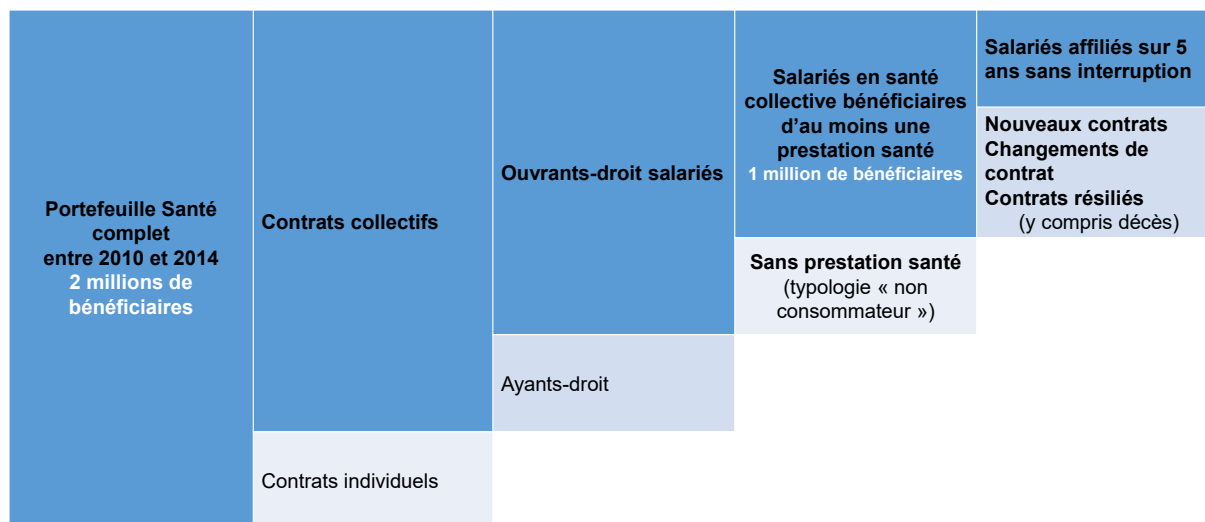 Portefeuille Santé
complet
entre 2010 et 2014
2 millions de
bénéficiaires
Contrats collectifs
Contrats individuels
Ouvrants-droit salariés
Ayants-droit
Salariés en santé
collective bénéficiaires
d’au moins une
prestation santé
1 million de bénéficiaires
Sans prestation santé
(typologie « non
consommateur »)
Salariés affiliés sur 5
ans sans interruption
Nouveaux contrats
Changements de
contrat
Contrats résiliés
(y compris décès)